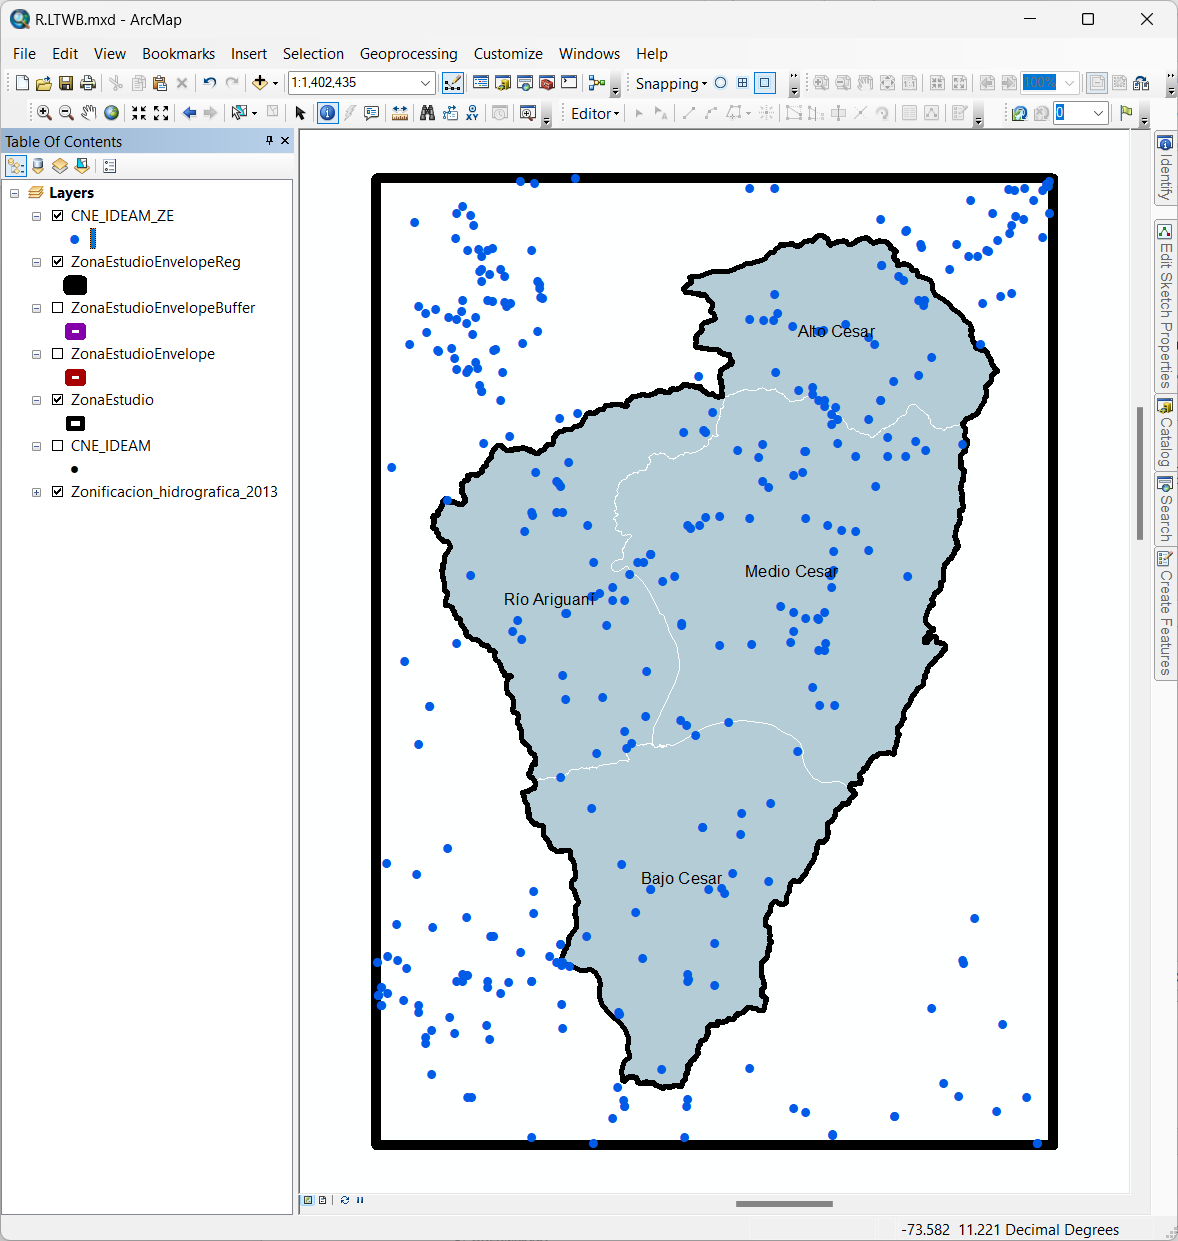 R.LTWB.mxd - ArcMap
File Edit View Bookmarks Insert Selection Geoprocessing Customize Windows Help
1:1,402,435 Snapping 100%
Editor 0
Table Of Contents
Layers
CNE_IDEAM_ZE
ZonaEstudioEnvelopeReg
ZonaEstudioEnvelopeBuffer
ZonaEstudioEnvelope
ZonaEstudio
CNE_IDEAM
Zonificacion_hidrografica_2013
Alto Cesar
Medio Cesar
Río Ariguaní
Bajo Cesar
Identify
Edit Sketch Properties
Catalog
Search
Create Features
-73.582 11.221 Decimal Degrees